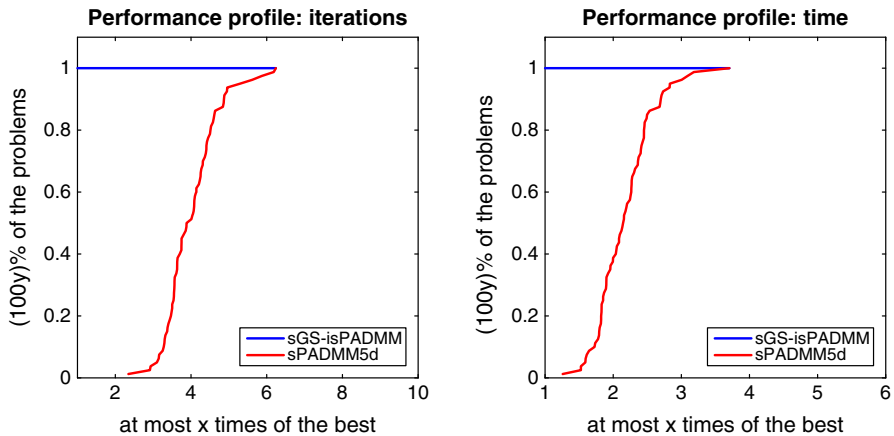 Performance profile: iterations
1
0.8
0.6
0.4
0.2
0
2
4
6
8
10
(100y)% of the problems
at most x times of the best
sGS-isPADMM
sPADMM5d
Performance profile: time
1
0.8
0.6
0.4
0.2
0
1
2
3
4
5
6
(100y)% of the problems
at most x times of the best
sGS-isPADMM
sPADMM5d